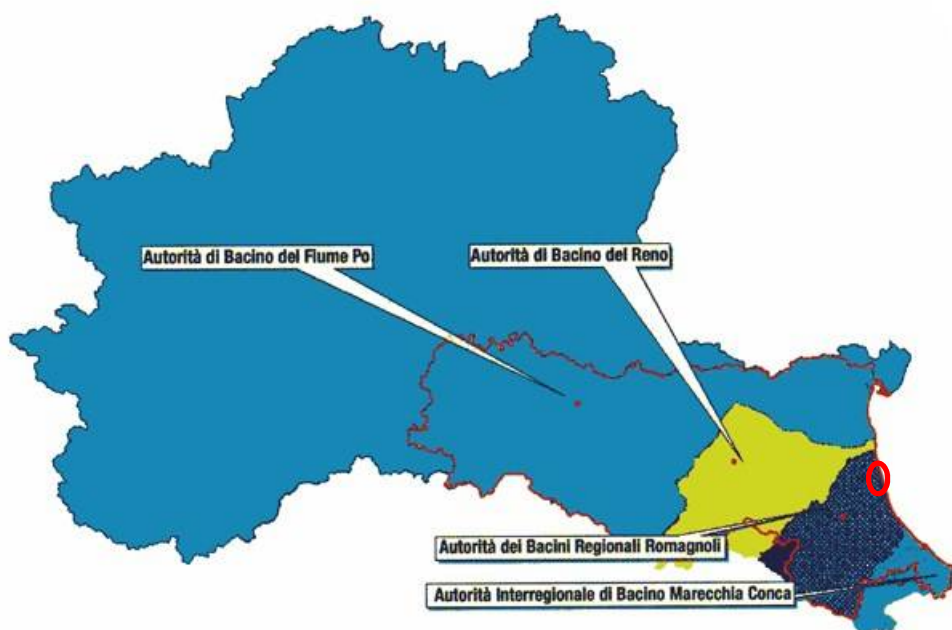 Autorità di Bacino del Fiume Po
Autorità di Bacino del Reno
Autorità dei Bacini Regionali Romagnoli
Autorità Interregionale di Bacino Marecchia Conca